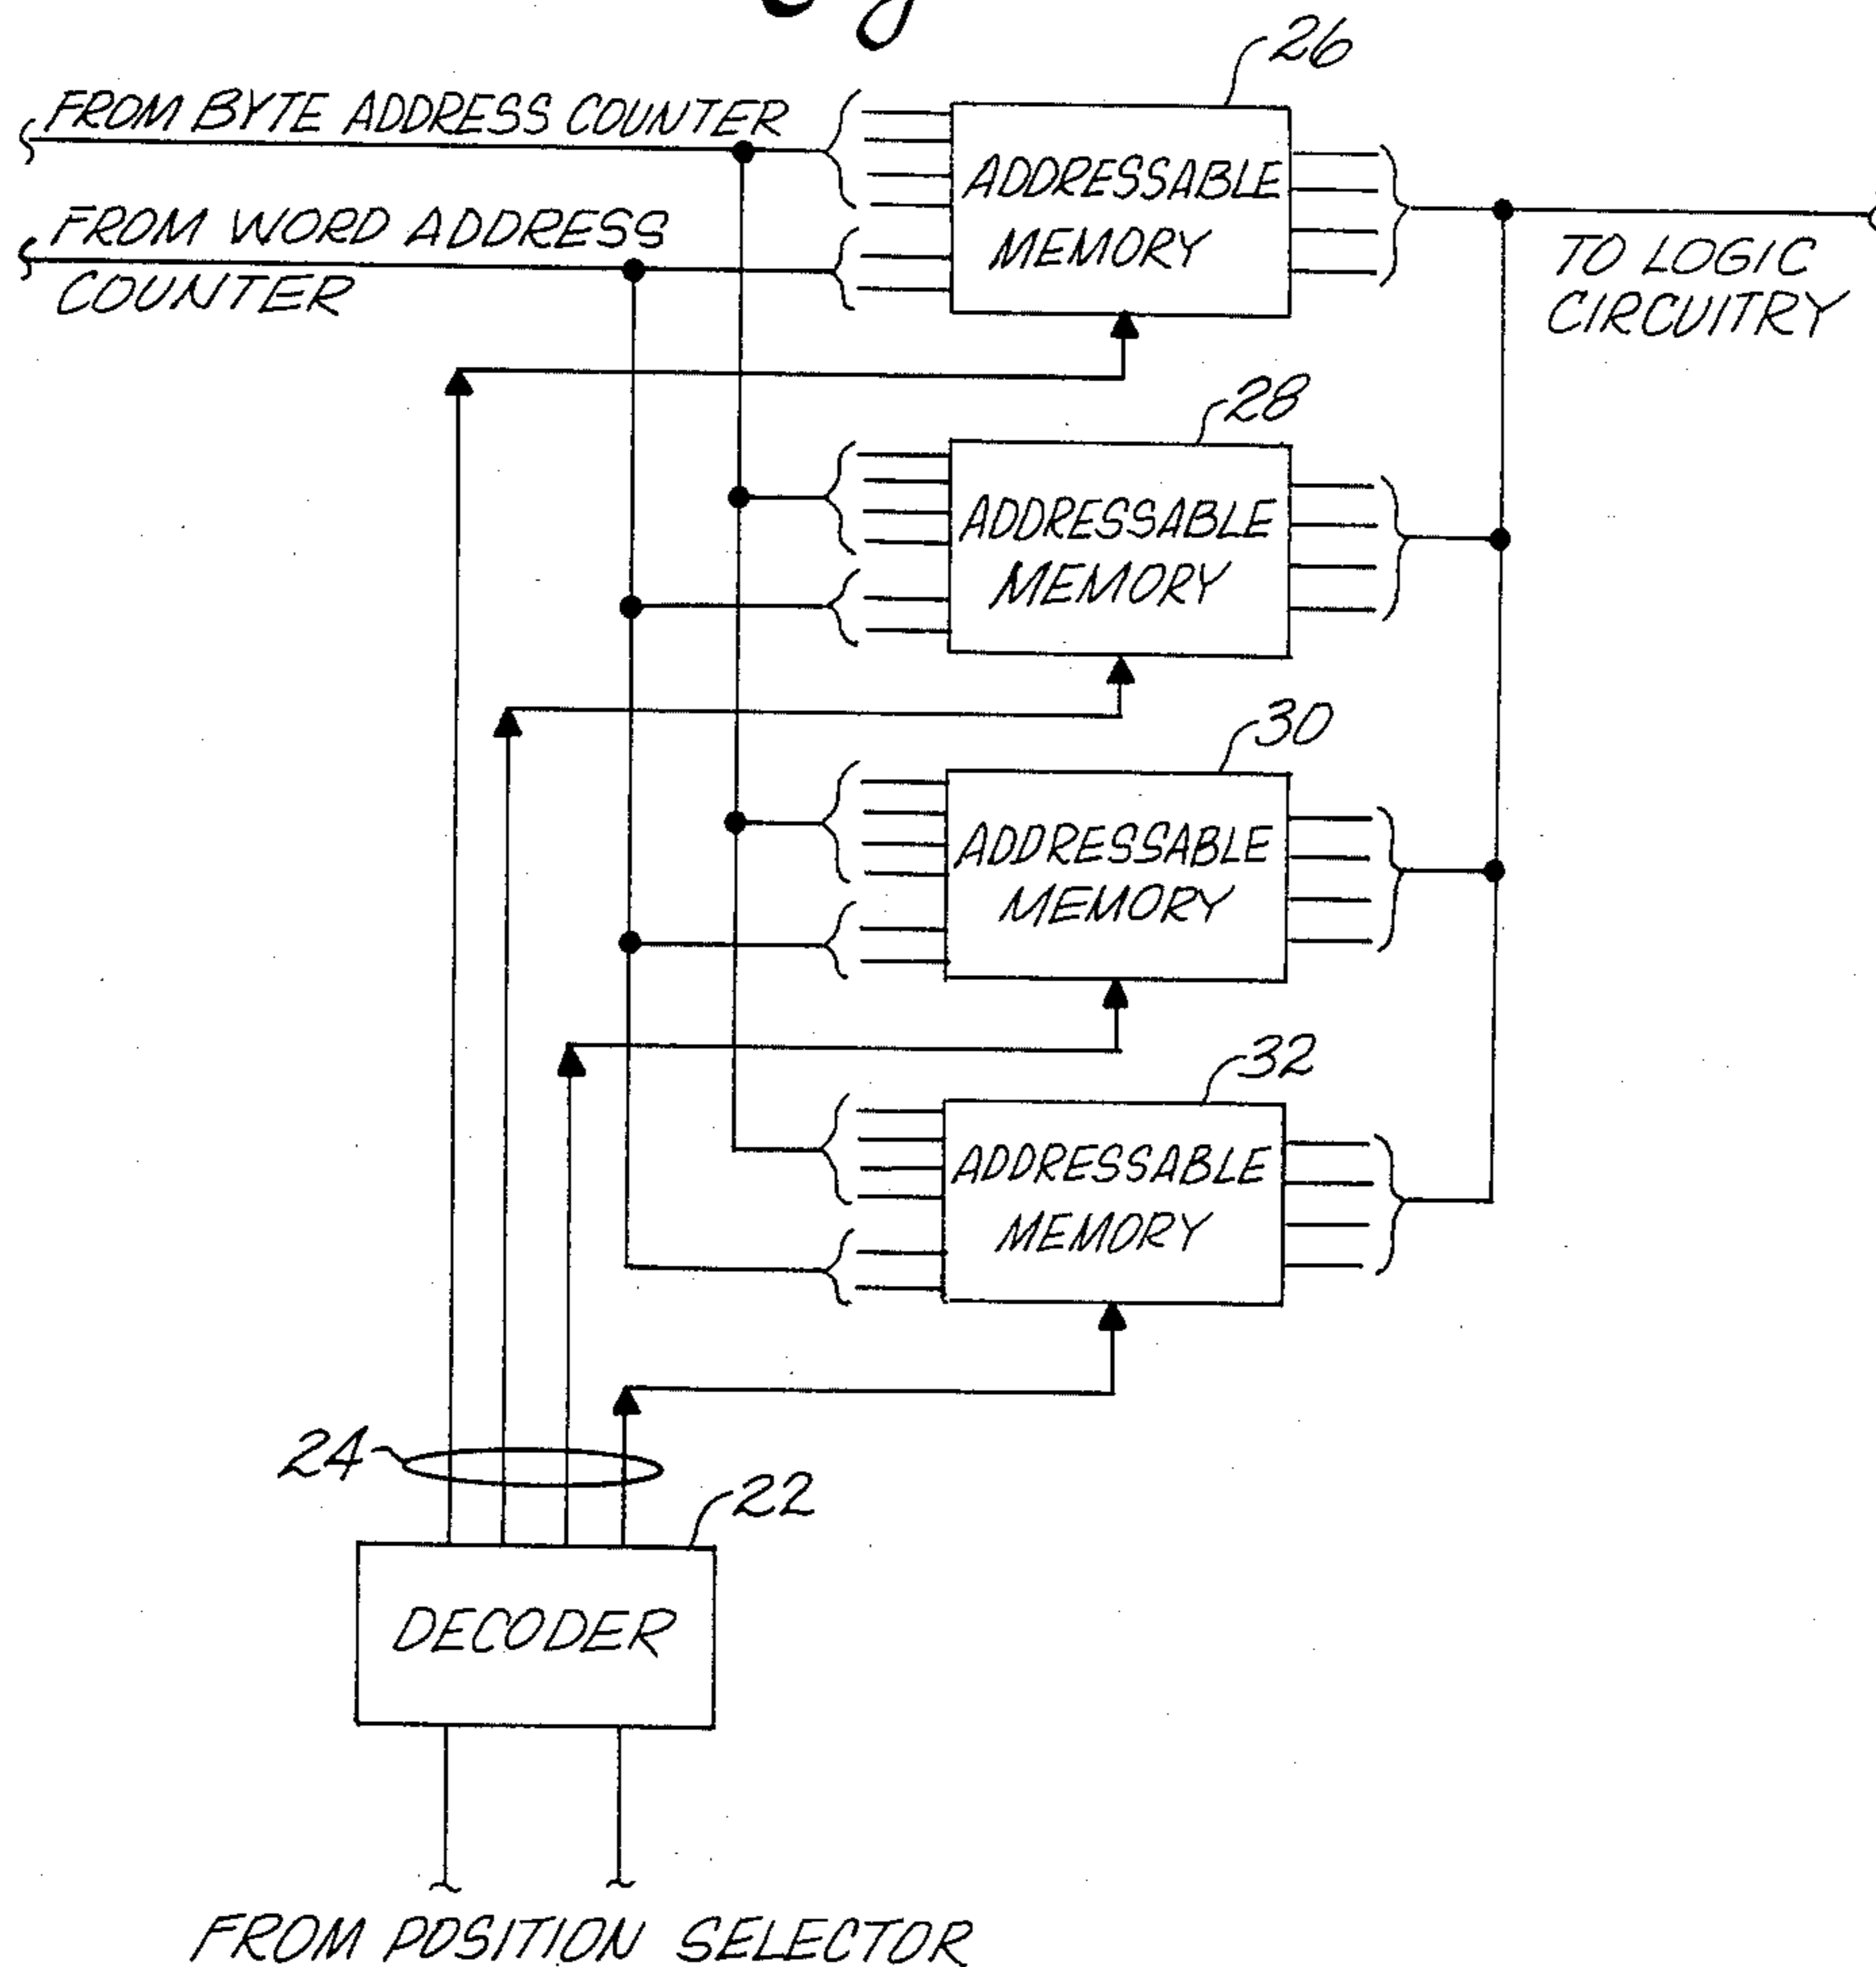 26
FROM BYTE ADDRESS COUNTER
ADDRESSABLE
MEMORY
FROM WORD ADDRESS
COUNTER
TO LOGIC
CIRCUITRY
28
ADDRESSABLE
MEMORY
30
ADDRESSABLE
MEMORY
32
ADDRESSABLE
MEMORY
24
22
DECODER
FROM POSITION SELECTOR